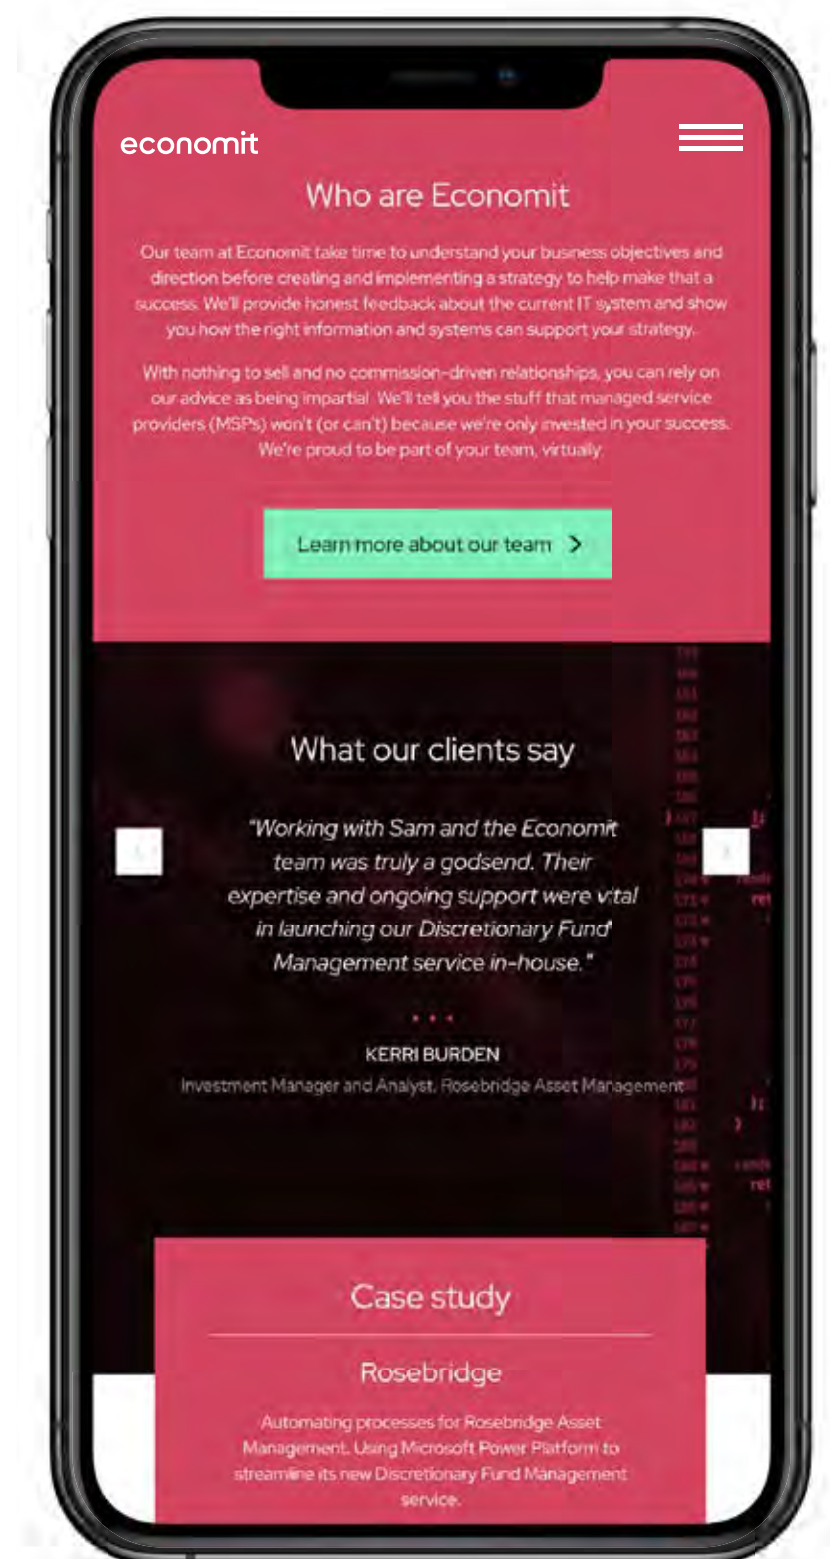 economit
Who are Economit
Our team at Economit take time to understand your business objectives and
direction before creating and implementing a strategy to help make that a
success. We'll provide honest feedback about the current IT system and show
you how the right information and systems can support your strategy.
With nothing to sell and no commission-driven relationships, you can rely on
our advice as being impartial. We'll tell you the stuff that managed service
providers (MSPs) won't (or can't) because we're only invested in your success.
We're proud to be part of your team, virtually.
Learn more about our team
What our clients say
"Working with Sam and the Economit
team was truly a godsend. Their
expertise and ongoing support were vital
in launching our Discretionary Fund
Management service in-house."
KERRI BURDEN
Investment Manager and Analyst, Rosebridge Asset Management
Case study
Rosebridge
Automating processes for Rosebridge Asset
Management. Using Microsoft Power Platform to
streamline its new Discretionary Fund Management
service.